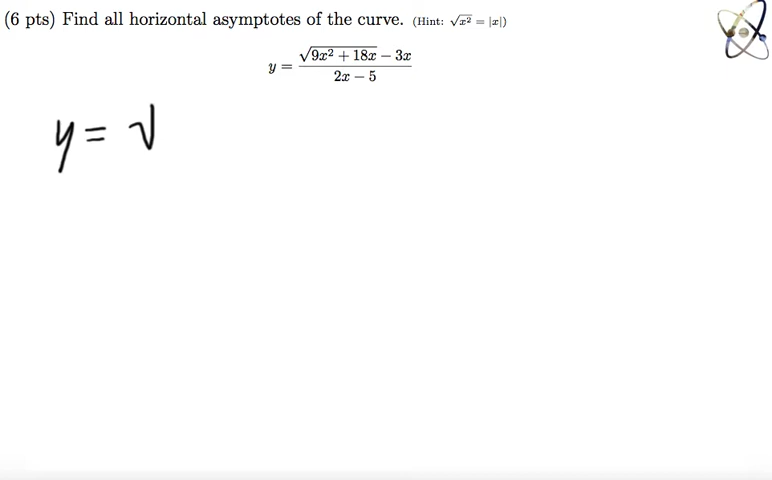 (6 pts) Find all horizontal asymptotes of the curve. (Hint: √x² = |x|)
y = (√(9x² + 18x) − 3x)/(2x − 5)
y = √